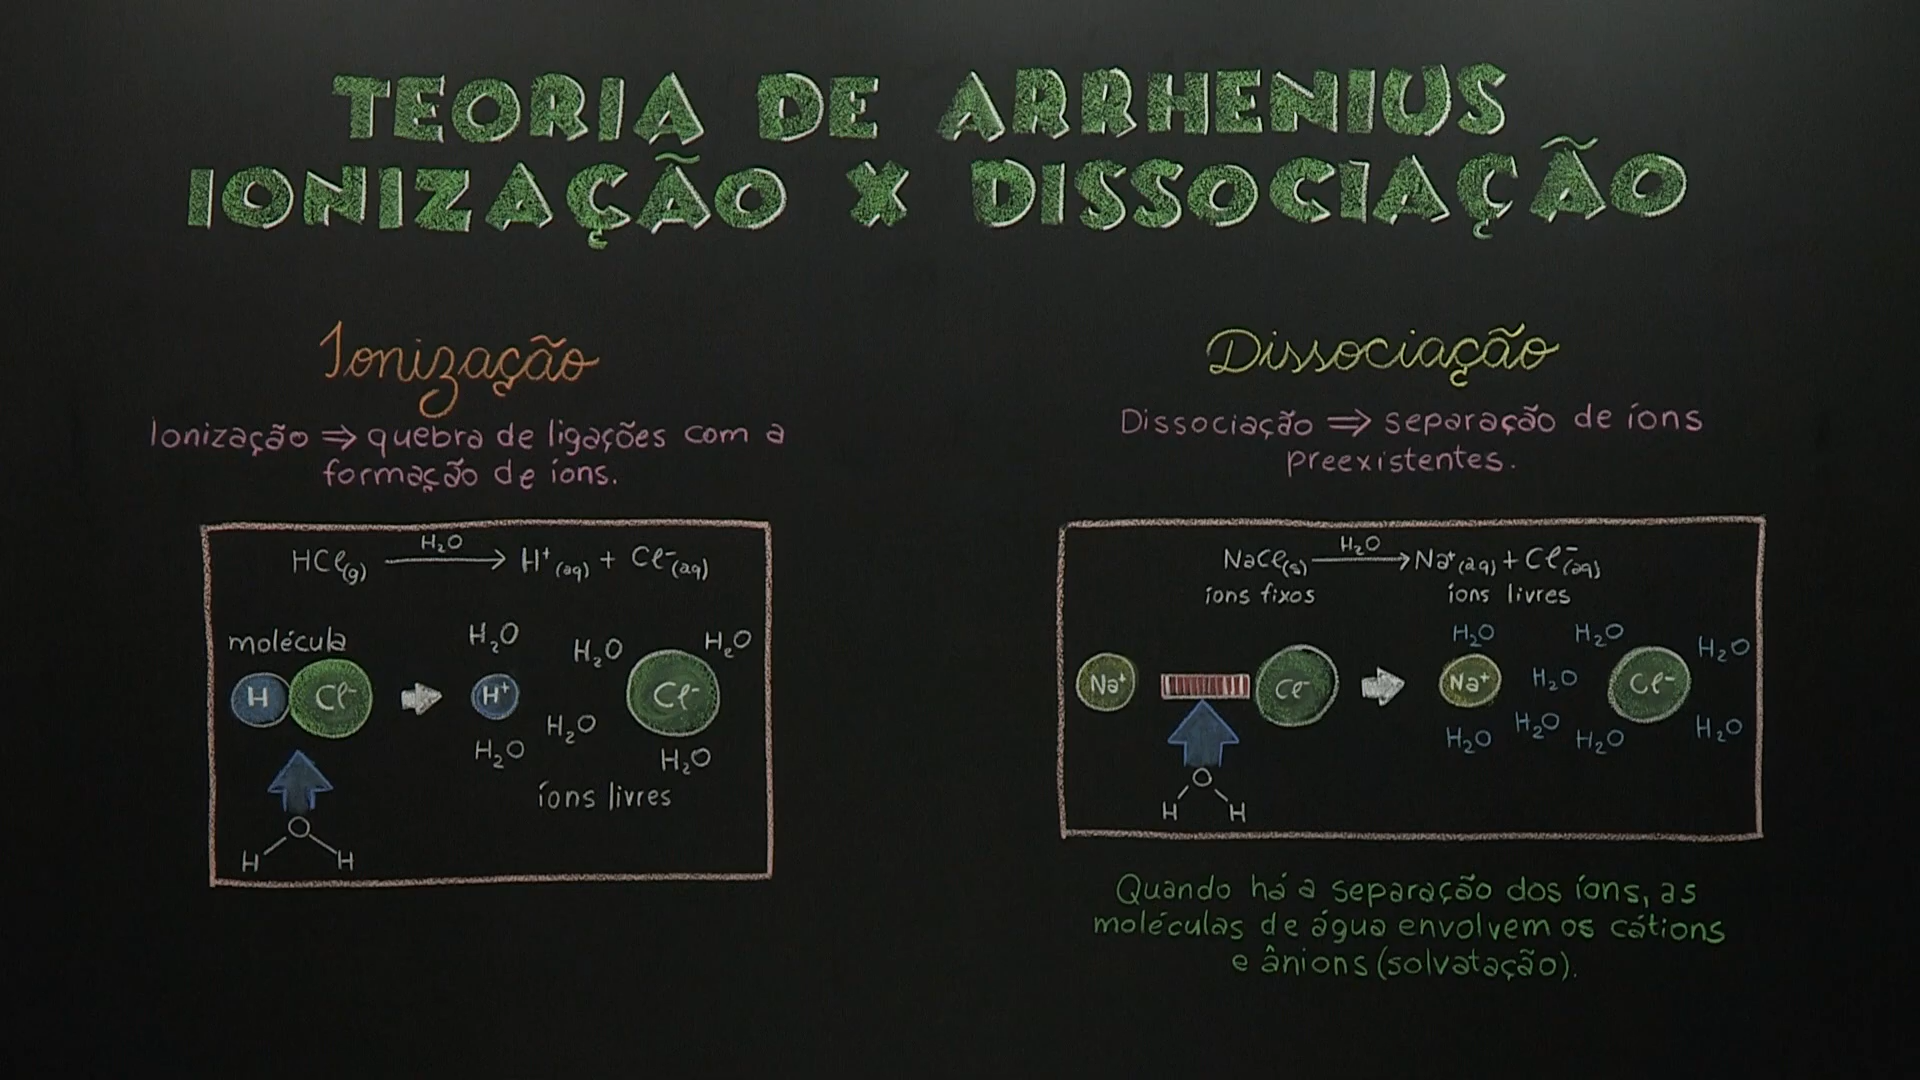 TEORIA DE ARRHENIUS
IONIZAÇÃO X DISSOCIAÇÃO
Ionização
Ionização ⇒ quebra de ligações com a
formação de íons.
HCl(g) H₂O→ H⁺(aq) + Cl⁻(aq)
molécula
H Cl⁻
H₂O H₂O H₂O
H⁺ Cl⁻
H₂O H₂O H₂O
íons livres
O
H H
Dissociação
Dissociação ⇒ separação de íons
preexistentes.
NaCl(s) H₂O→ Na⁺(aq) + Cl⁻(aq)
íons fixos íons livres
Na⁺ Cl⁻
H₂O H₂O H₂O
Na⁺ H₂O Cl⁻
H₂O H₂O H₂O H₂O
O
H H
Quando há a separação dos íons, as
moléculas de água envolvem os cátions
e ânions (solvatação).